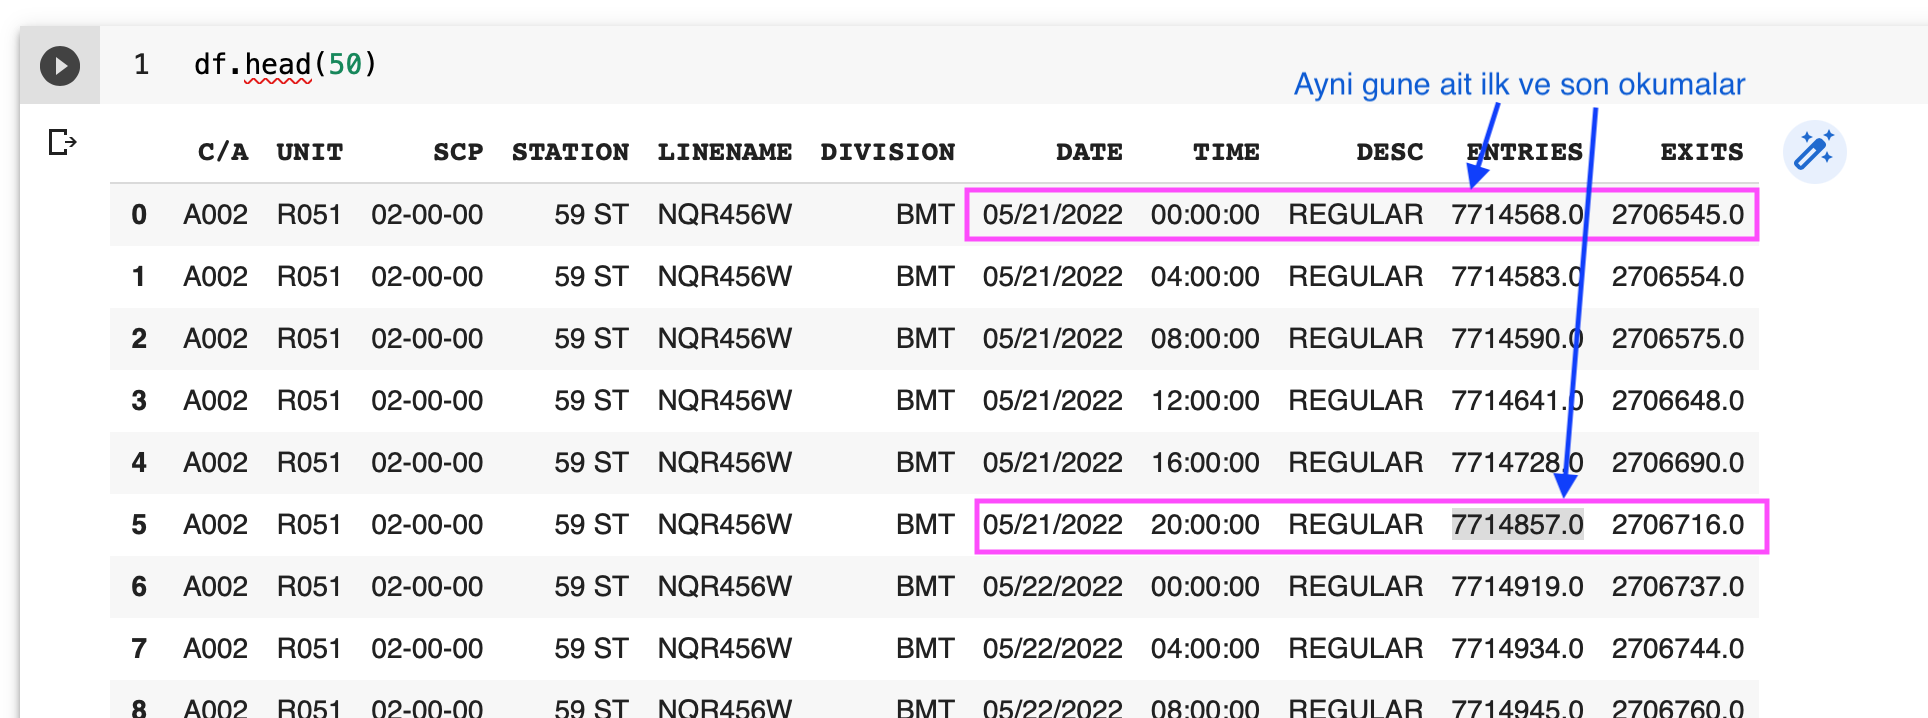 1 df.head(50)
Ayni gune ait ilk ve son okumalar
C/A UNIT SCP STATION LINENAME DIVISION DATE TIME DESC ENTRIES EXITS
0 A002 R051 02-00-00 59 ST NQR456W BMT 05/21/2022 00:00:00 REGULAR 7714568.0 2706545.0
1 A002 R051 02-00-00 59 ST NQR456W BMT 05/21/2022 04:00:00 REGULAR 7714583.0 2706554.0
2 A002 R051 02-00-00 59 ST NQR456W BMT 05/21/2022 08:00:00 REGULAR 7714590.0 2706575.0
3 A002 R051 02-00-00 59 ST NQR456W BMT 05/21/2022 12:00:00 REGULAR 7714641.0 2706648.0
4 A002 R051 02-00-00 59 ST NQR456W BMT 05/21/2022 16:00:00 REGULAR 7714728.0 2706690.0
5 A002 R051 02-00-00 59 ST NQR456W BMT 05/21/2022 20:00:00 REGULAR 7714857.0 2706716.0
6 A002 R051 02-00-00 59 ST NQR456W BMT 05/22/2022 00:00:00 REGULAR 7714919.0 2706737.0
7 A002 R051 02-00-00 59 ST NQR456W BMT 05/22/2022 04:00:00 REGULAR 7714934.0 2706744.0
8 A002 R051 02-00-00 59 ST NQR456W BMT 05/22/2022 08:00:00 REGULAR 7714945.0 2706760.0